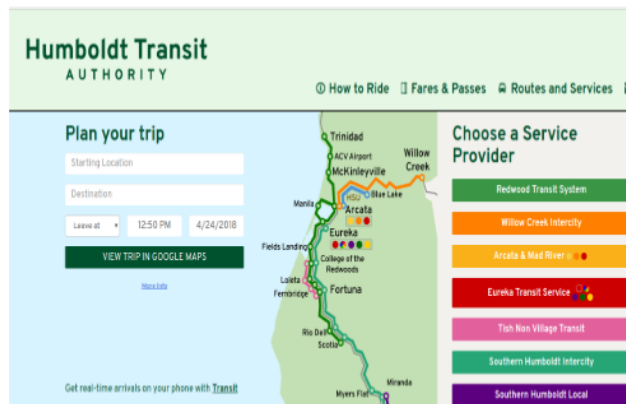 Humboldt Transit
AUTHORITY
How to Ride
Fares & Passes
Routes and Services
Plan your trip
Starting Location
Destination
Leave at
12:50 PM
4/24/2018
VIEW TRIP IN GOOGLE MAPS
More Info
Get real-time arrivals on your phone with Transit
Trinidad
ACV Airport
McKinleyville
Willow
Creek
HSU
Blue Lake
Manila
Arcata
Eureka
Fields Landing
College of the
Redwoods
Loleta
Fernbridge
Fortuna
Rio Dell
Scotia
Miranda
Myers Flat
Choose a Service
Provider
Redwood Transit System
Willow Creek Intercity
Arcata & Mad River
Eureka Transit Service
Tish Non Village Transit
Southern Humboldt Intercity
Southern Humboldt Local